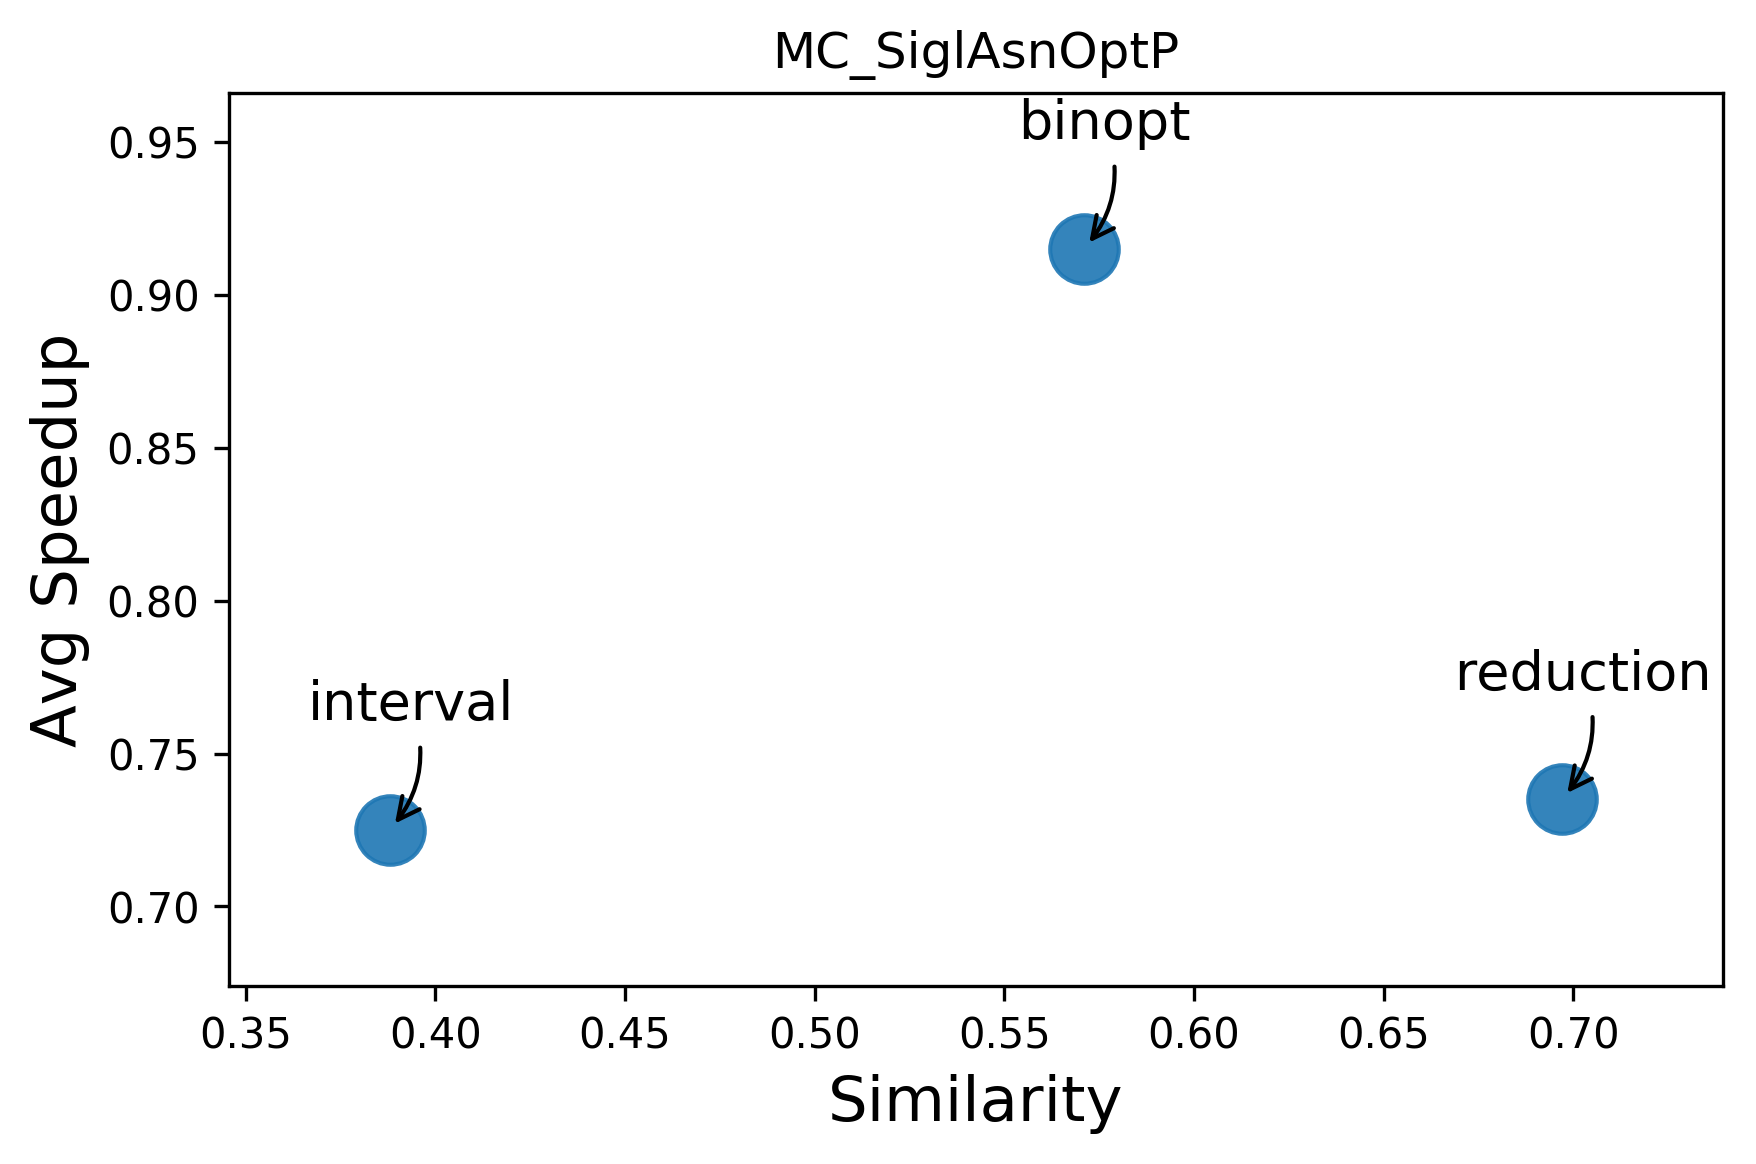 MC_SiglAsnOptP
binopt
reduction
interval
Avg Speedup
0.95
0.90
0.85
0.80
0.75
0.70
0.35 0.40 0.45 0.50 0.55 0.60 0.65 0.70
Similarity